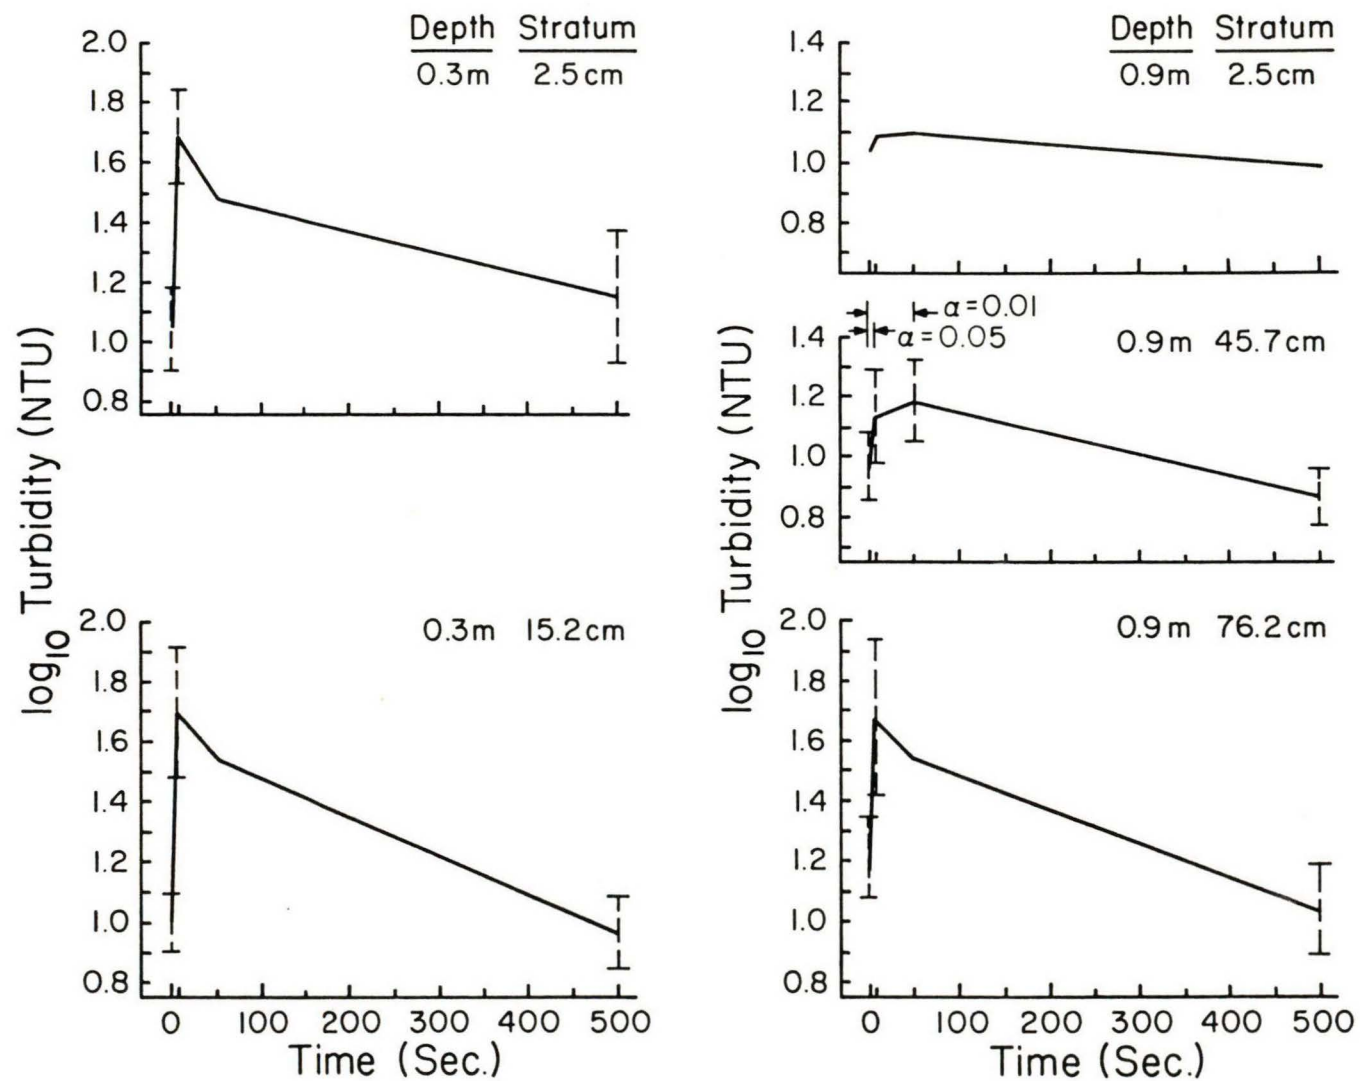 Depth Stratum
0.3m 2.5cm
2.0
1.8
1.6
1.4
1.2
1.0
0.8
0.3m 15.2cm
2.0
1.8
1.6
1.4
1.2
1.0
0.8
0 100 200 300 400 500
Time (Sec.)
log10 Turbidity (NTU)
Depth Stratum
0.9m 2.5cm
1.4
1.2
1.0
0.8
α=0.01
α=0.05
0.9m 45.7cm
1.4
1.2
1.0
0.8
0.9m 76.2cm
2.0
1.8
1.6
1.4
1.2
1.0
0.8
0 100 200 300 400 500
Time (Sec.)
log10 Turbidity (NTU)